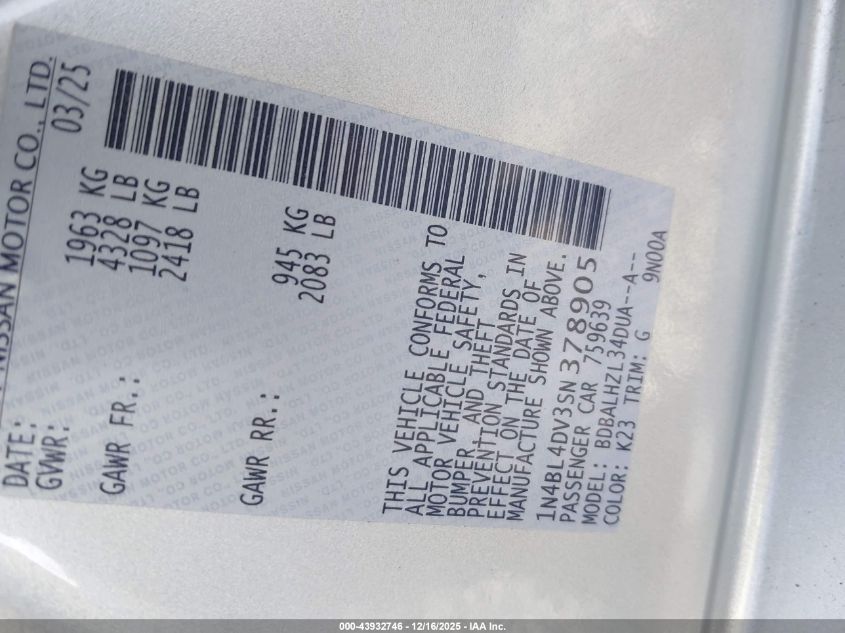 NISSAN MOTOR CO., LTD.
DATE: 03/25
GVWR: 1963 KG
4328 LB
GAWR FR.: 1097 KG
2418 LB
GAWR RR.: 945 KG
2083 LB
THIS VEHICLE CONFORMS TO
ALL APPLICABLE FEDERAL
MOTOR VEHICLE SAFETY,
BUMPER, AND THEFT
PREVENTION STANDARDS IN
EFFECT ON THE DATE OF
MANUFACTURE SHOWN ABOVE.
1N4BL4DV3SN378905
PASSENGER CAR 759639
MODEL: BDBALHZL34DUA--A--
COLOR: K23 TRIM: G 9N00A
000-43932746 - 12/16/2025 - IAA Inc.